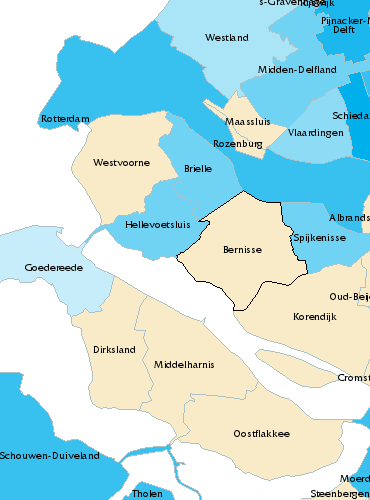 s-Gravenhage
Rijswijk
Pijnacker-N
Delft
Westland
Midden-Delfland
Rotterdam
Maassluis
Schieda
Vlaardingen
Rozenburg
Westvoorne
Brielle
Hellevoetsluis
Albrands
Spijkenisse
Bernisse
Goedereede
Oud-Beij
Korendijk
Dirksland
Middelharnis
Cromst
Oostflakkee
Schouwen-Duiveland
Moerd
Tholen
Steenbergen